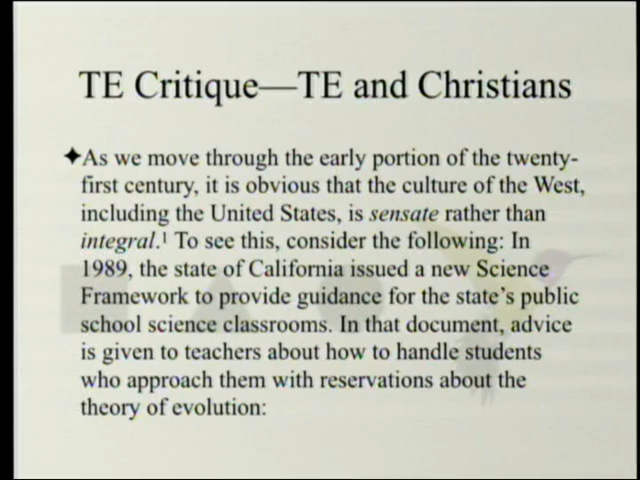 TE Critique—TE and Christians
✦As we move through the early portion of the twenty-
first century, it is obvious that the culture of the West,
including the United States, is sensate rather than
integral.¹ To see this, consider the following: In
1989, the state of California issued a new Science
Framework to provide guidance for the state's public
school science classrooms. In that document, advice
is given to teachers about how to handle students
who approach them with reservations about the
theory of evolution: